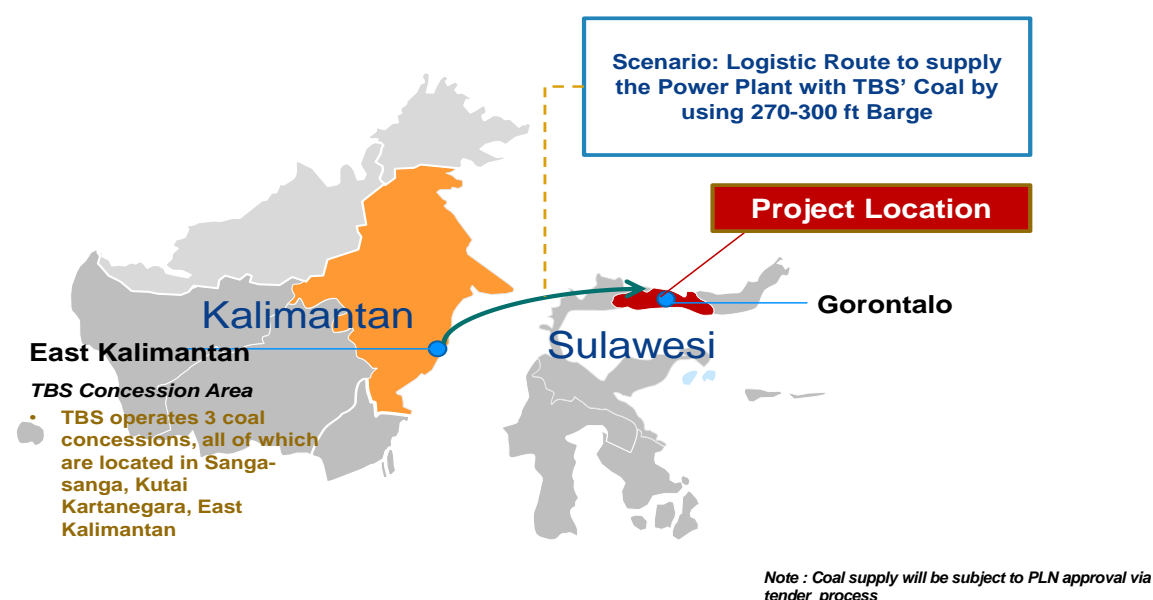 Scenario: Logistic Route to supply
the Power Plant with TBS’ Coal by
using 270-300 ft Barge
Project Location
Kalimantan
Gorontalo
East Kalimantan
Sulawesi
TBS Concession Area
• TBS operates 3 coal
concessions, all of which
are located in Sanga-
sanga, Kutai
Kartanegara, East
Kalimantan
Note : Coal supply will be subject to PLN approval via
tender process